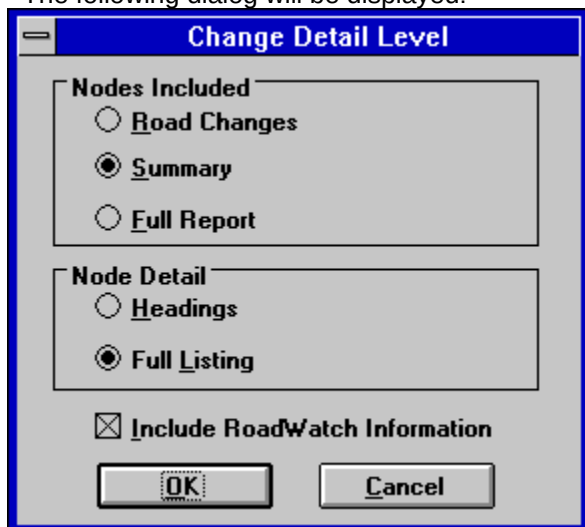 The following dialog will be displayed:
Change Detail Level
Nodes Included
Road Changes
Summary
Full Report
Node Detail
Headings
Full Listing
Include RoadWatch Information
OK
Cancel